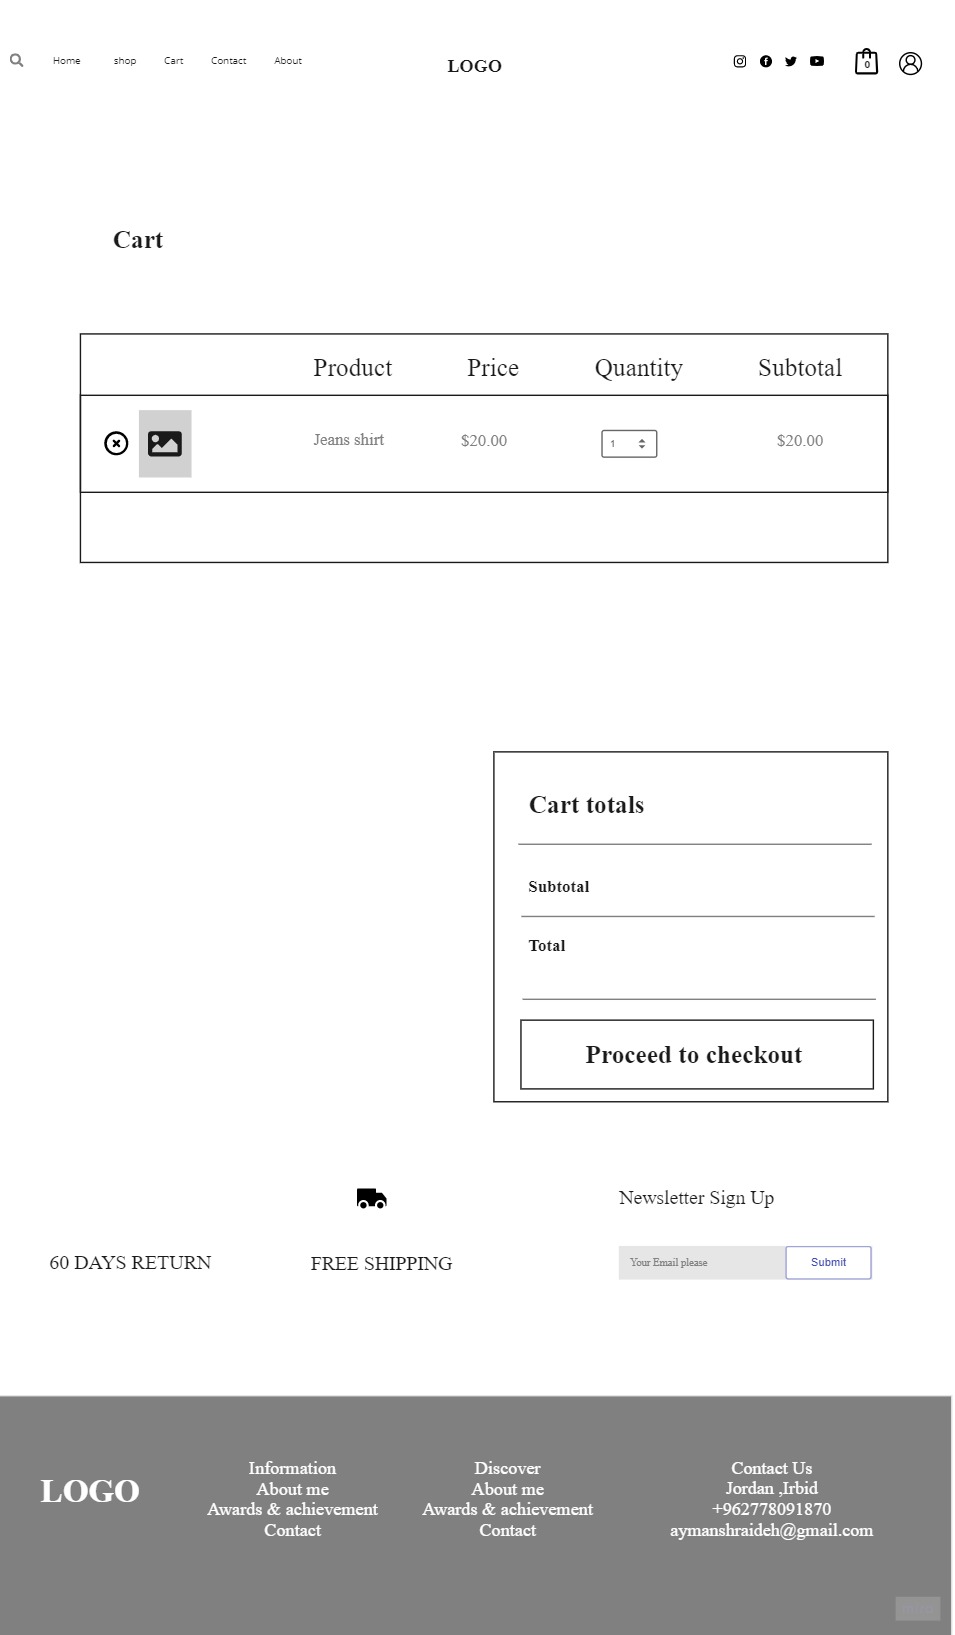 Home shop Cart Contact About
LOGO
0
Cart
Product Price Quantity Subtotal
Jeans shirt $20.00 1 $20.00
Cart totals
Subtotal
Total
Proceed to checkout
Newsletter Sign Up
60 DAYS RETURN
FREE SHIPPING
Your Email please
Submit
LOGO
Information
About me
Awards & achievement
Contact
Discover
About me
Awards & achievement
Contact
Contact Us
Jordan ,Irbid
+962778091870
aymanshraideh@gmail.com